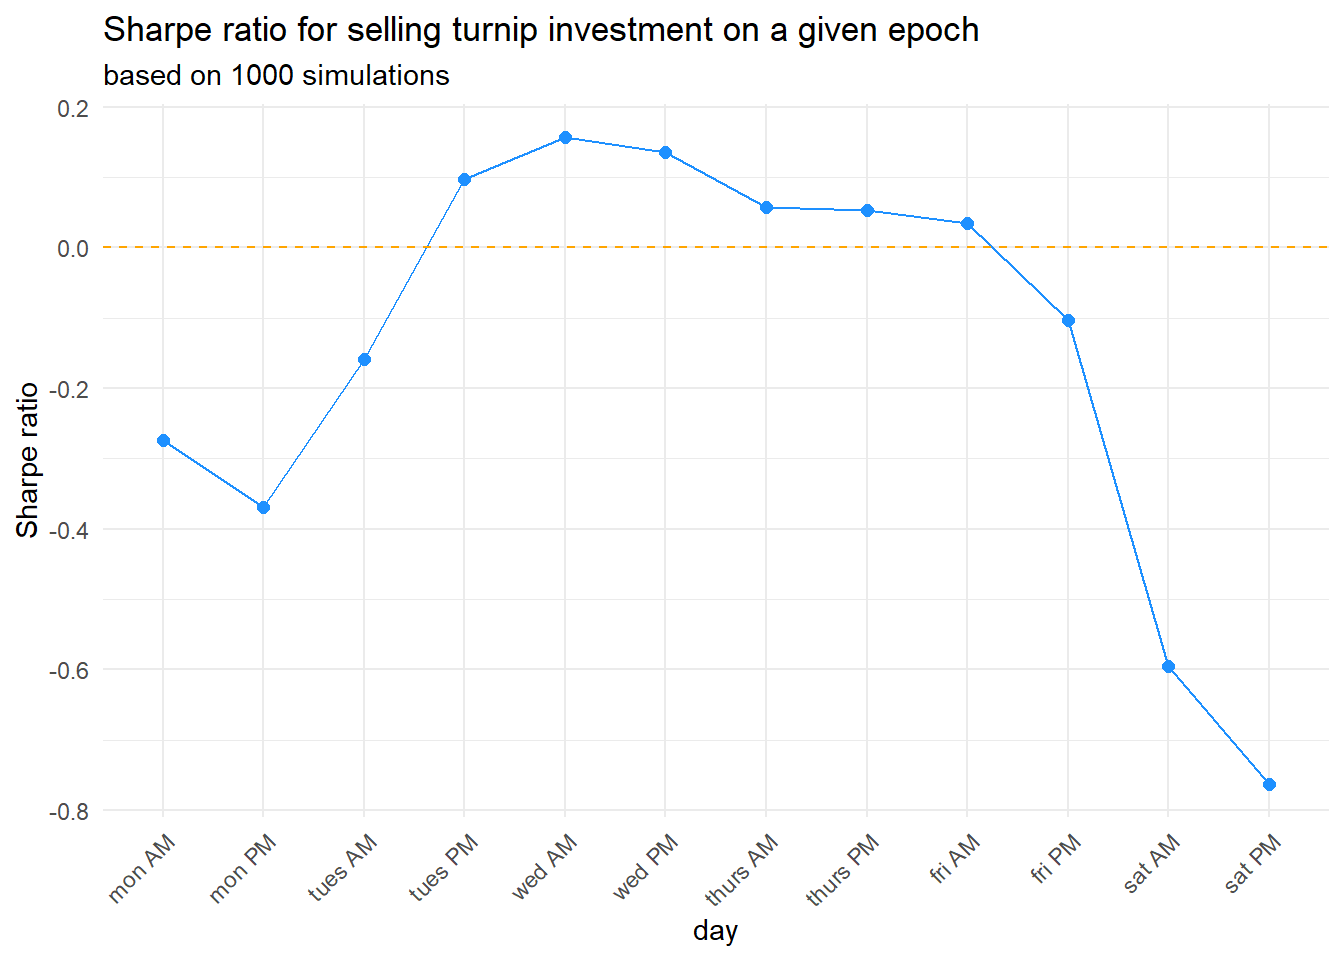 Sharpe ratio for selling turnip investment on a given epoch
based on 1000 simulations
Sharpe ratio
0.2
0.0
-0.2
-0.4
-0.6
-0.8
mon AM
mon PM
tues AM
tues PM
wed AM
wed PM
thurs AM
thurs PM
fri AM
fri PM
sat AM
sat PM
day